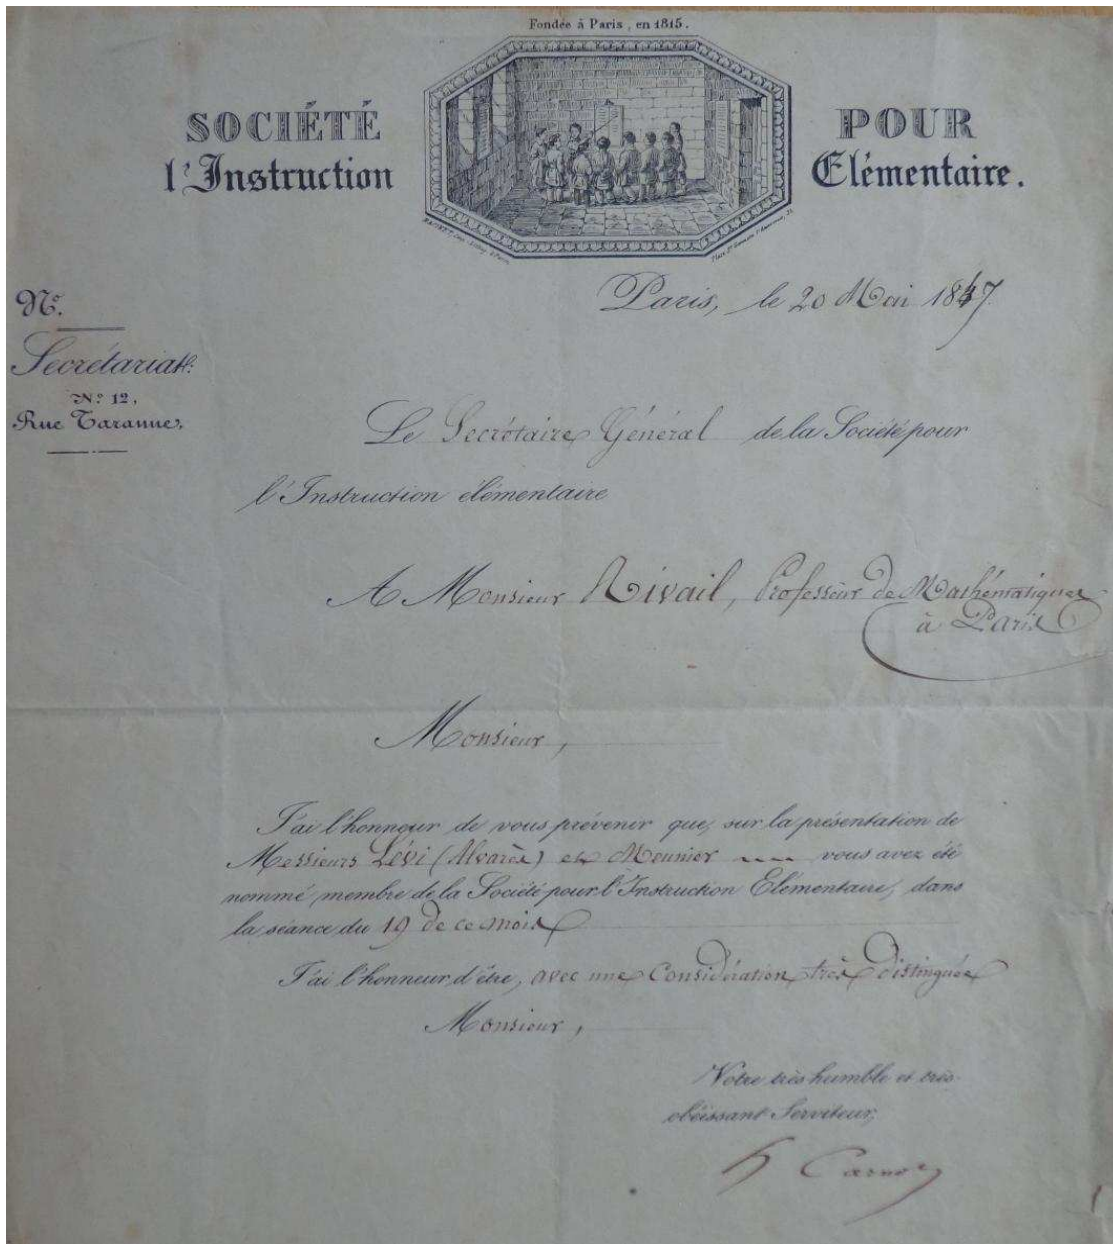 Fondée à Paris, en 1815.
SOCIÉTÉ POUR
l'Instruction Elémentaire.
Paris, le 20 Mai 1847
N.º
Secrétariat.
N.º 12,
Rue Taranne.
Le Secrétaire Général de la Société pour
l'Instruction élémentaire
A Monsieur Rivail, Professeur de Mathématiques
à Paris
Monsieur,
J'ai l'honneur de vous prévenir que, sur la présentation de
Messieurs Lévi (Alvarès) et Meunier vous avez été
nommé membre de la Société pour l'Instruction Elémentaire, dans
la séance du 19 de ce mois
J'ai l'honneur d'être, avec une Considération très Distinguée
Monsieur,
Votre très humble et très
obéissant Serviteur,
H Carnot